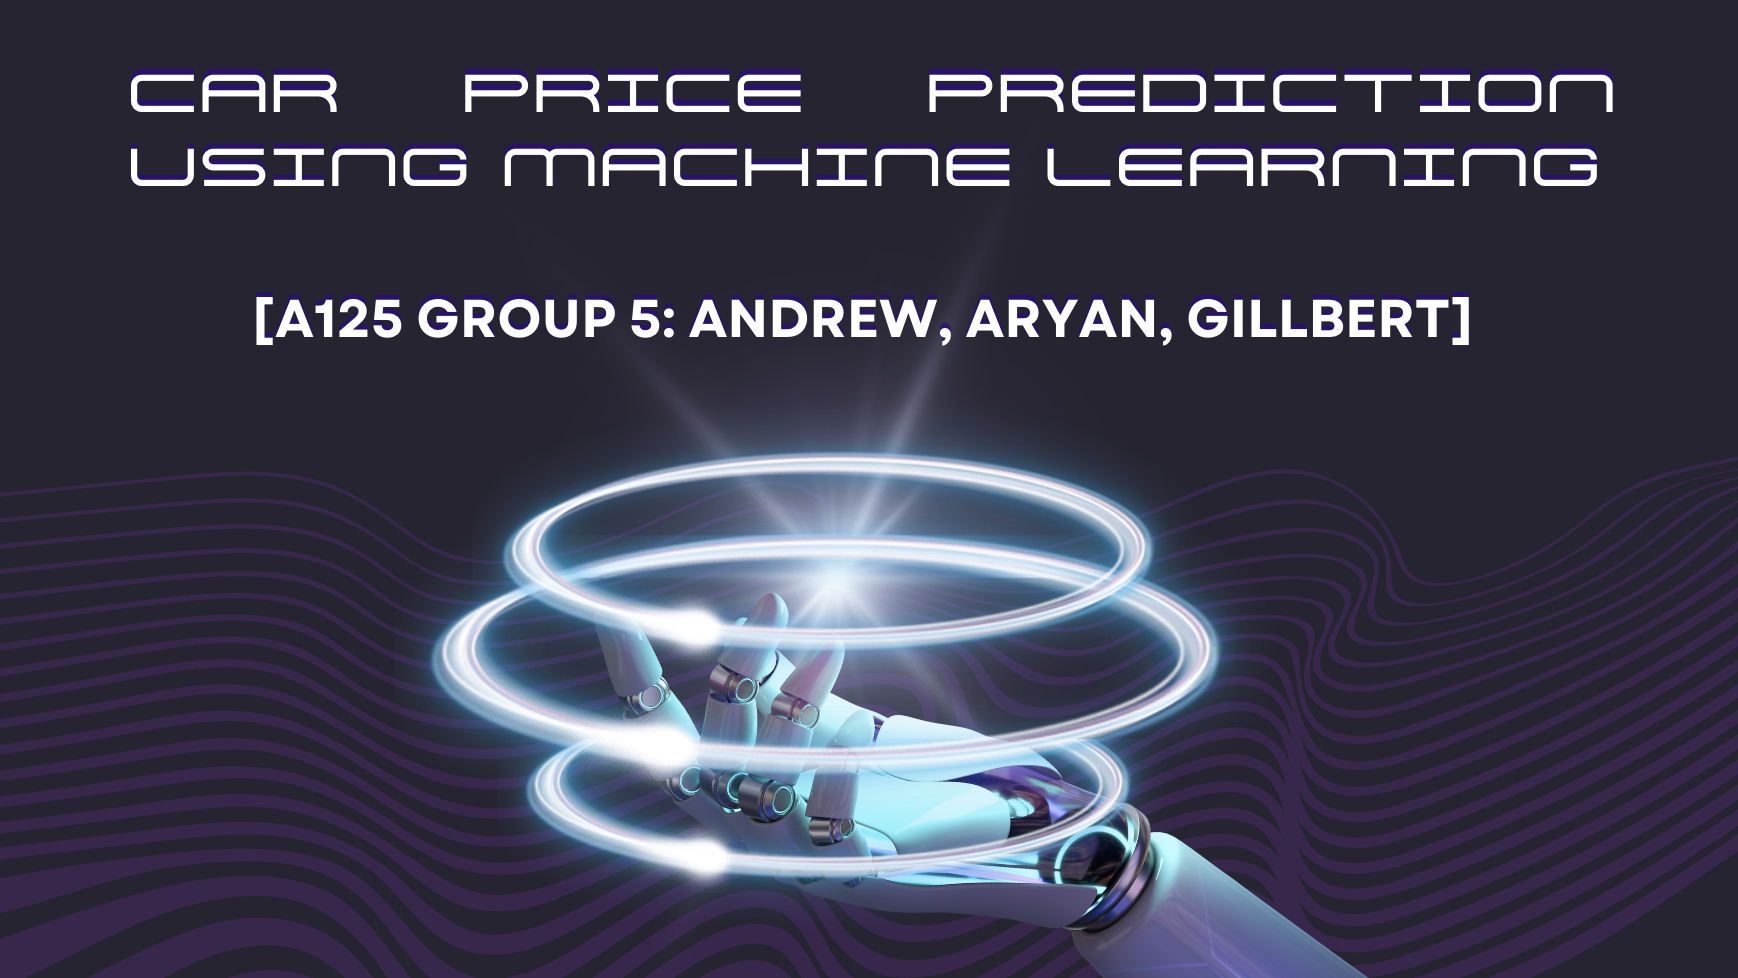 CAR PRICE PREDICTION
USING MACHINE LEARNING
[A125 GROUP 5: ANDREW, ARYAN, GILLBERT]